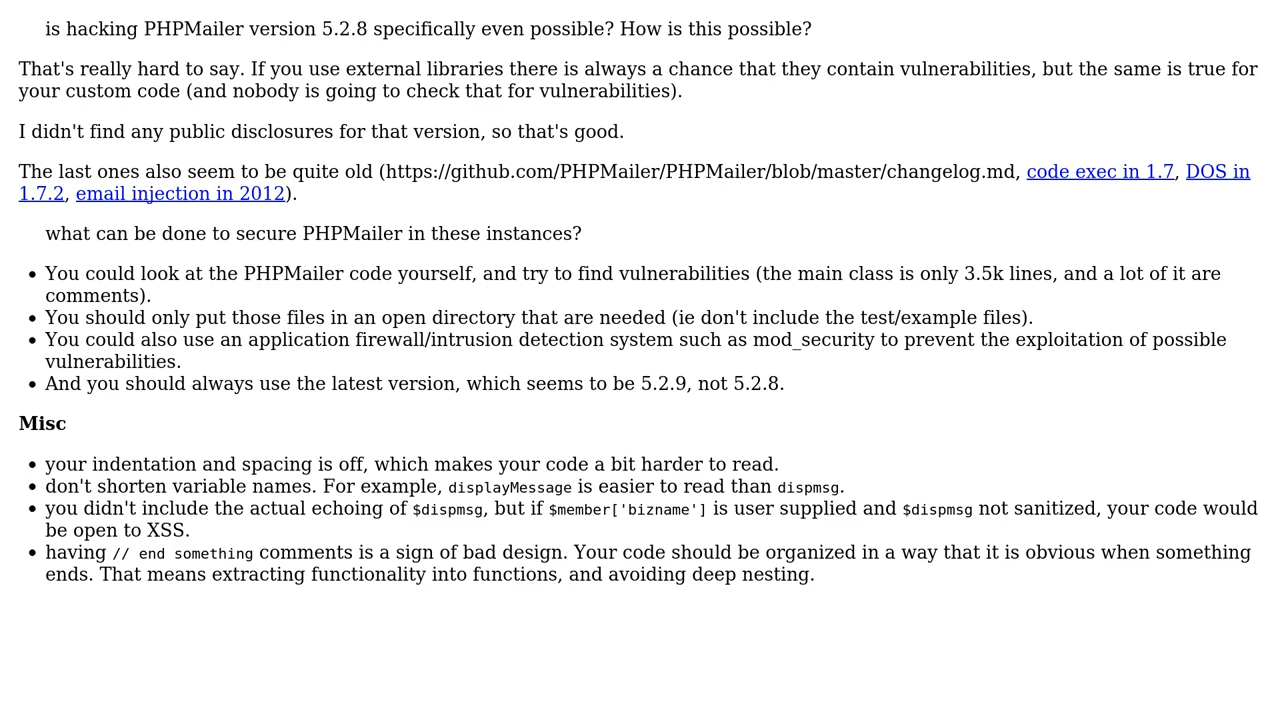 is hacking PHPMailer version 5.2.8 specifically even possible? How is this possible?
That's really hard to say. If you use external libraries there is always a chance that they contain vulnerabilities, but the same is true for
your custom code (and nobody is going to check that for vulnerabilities).
I didn't find any public disclosures for that version, so that's good.
The last ones also seem to be quite old (https://github.com/PHPMailer/PHPMailer/blob/master/changelog.md, code exec in 1.7, DOS in
1.7.2, email injection in 2012).
what can be done to secure PHPMailer in these instances?
• You could look at the PHPMailer code yourself, and try to find vulnerabilities (the main class is only 3.5k lines, and a lot of it are
comments).
• You should only put those files in an open directory that are needed (ie don't include the test/example files).
• You could also use an application firewall/intrusion detection system such as mod_security to prevent the exploitation of possible
vulnerabilities.
• And you should always use the latest version, which seems to be 5.2.9, not 5.2.8.
Misc
• your indentation and spacing is off, which makes your code a bit harder to read.
• don't shorten variable names. For example, displayMessage is easier to read than dispmsg.
• you didn't include the actual echoing of $dispmsg, but if $member['bizname'] is user supplied and $dispmsg not sanitized, your code would
be open to XSS.
• having // end something comments is a sign of bad design. Your code should be organized in a way that it is obvious when something
ends. That means extracting functionality into functions, and avoiding deep nesting.